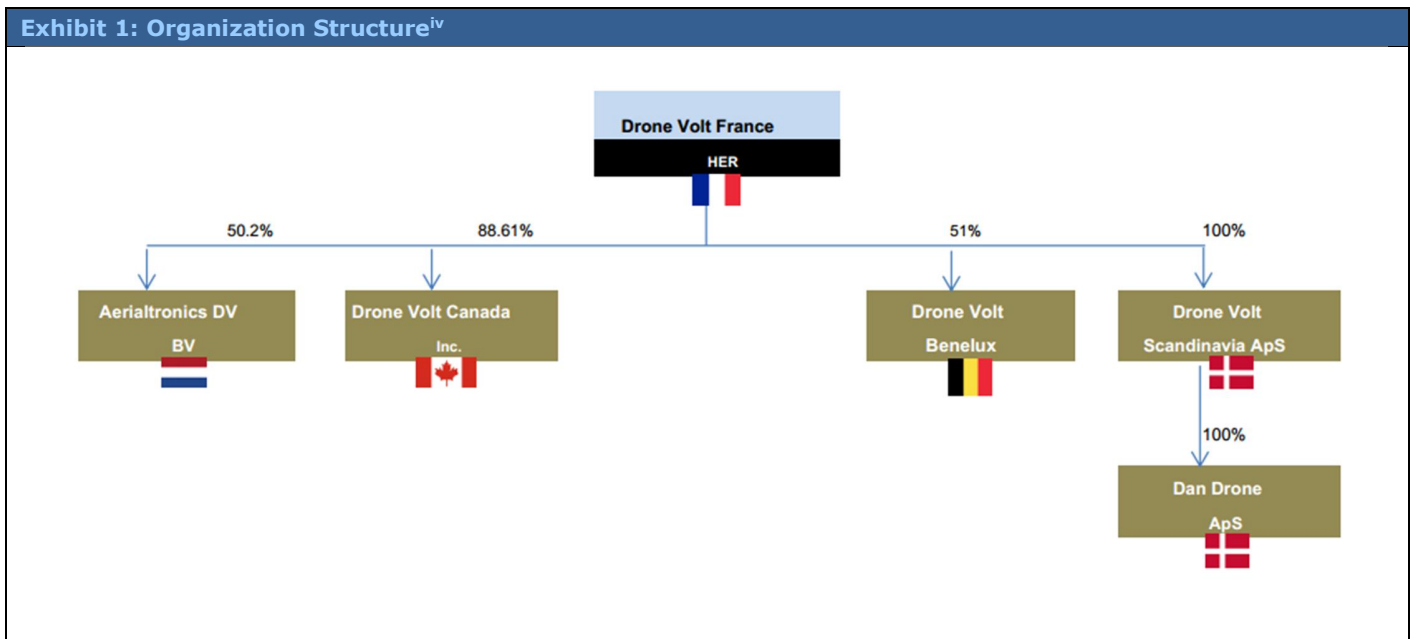 Exhibit 1: Organization Structureiv
Drone Volt France
HER
50.2%
88.61%
51%
100%
Aerialtronics DV
BV
Drone Volt Canada
Inc.
Drone Volt
Benelux
Drone Volt
Scandinavia ApS
100%
Dan Drone
ApS